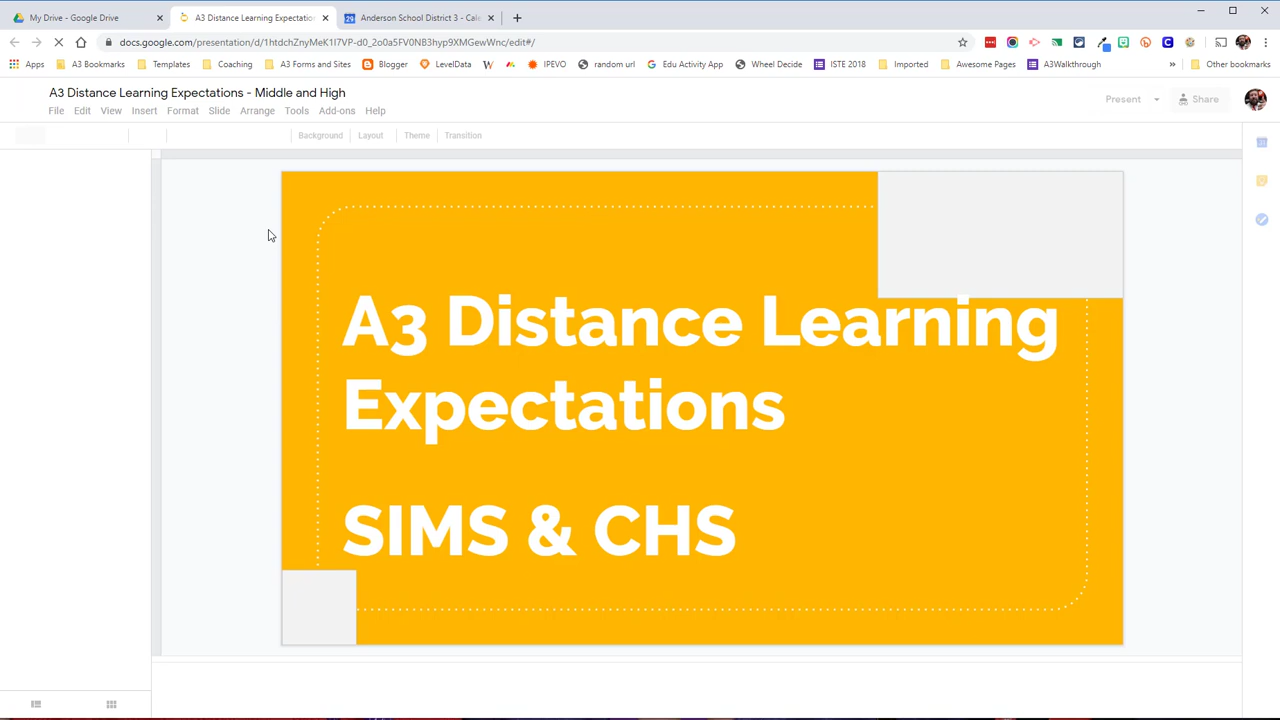 My Drive - Google Drive
A3 Distance Learning Expectatio
Anderson School District 3 - Cale
docs.google.com/presentation/d/1htdchZnyMeK1I7VP-d0_2o0a5FV0NB3hyp9XMGewWnc/edit#/
Apps A3 Bookmarks Templates Coaching A3 Forms and Sites Blogger LevelData IPEVO random url Edu Activity App Wheel Decide ISTE 2018 Imported Awesome Pages A3Walkthrough » Other bookmarks
A3 Distance Learning Expectations - Middle and High
File Edit View Insert Format Slide Arrange Tools Add-ons Help
Present Share
Background Layout Theme Transition
A3 Distance Learning
Expectations
SIMS & CHS